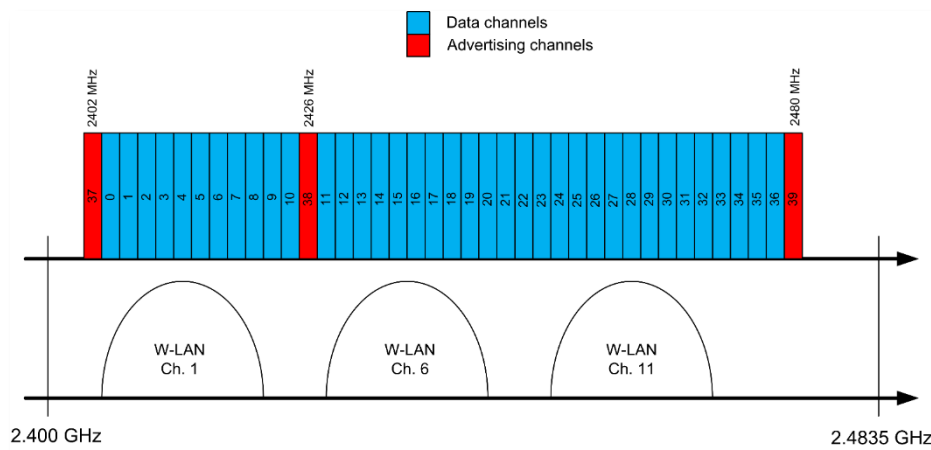 Data channels
Advertising channels
2402 MHz
2426 MHz
2480 MHz
37 0 1 2 3 4 5 6 7 8 9 10 38 11 12 13 14 15 16 17 18 19 20 21 22 23 24 25 26 27 28 29 30 31 32 33 34 35 36 39
W-LAN
Ch. 1
W-LAN
Ch. 6
W-LAN
Ch. 11
2.400 GHz
2.4835 GHz